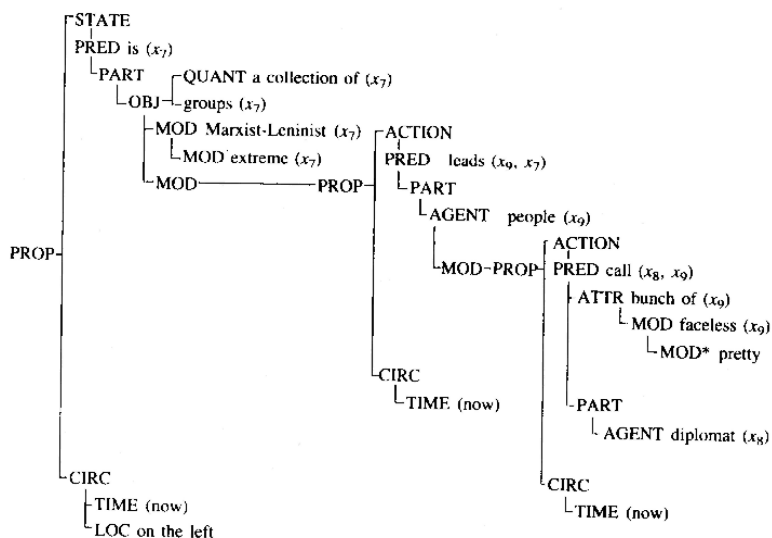 STATE
PRED is (x₇)
PART
QUANT a collection of (x₇)
OBJ groups (x₇)
MOD Marxist-Leninist (x₇)
MOD extreme (x₇)
MOD PROP
ACTION
PRED leads (x₉, x₇)
PART
AGENT people (x₉)
MOD PROP
ACTION
PROP
PRED call (x₈, x₉)
ATTR bunch of (x₉)
MOD faceless (x₉)
MOD* pretty
CIRC
TIME (now)
PART
AGENT diplomat (x₈)
CIRC
TIME (now)
LOC on the left
CIRC
TIME (now)